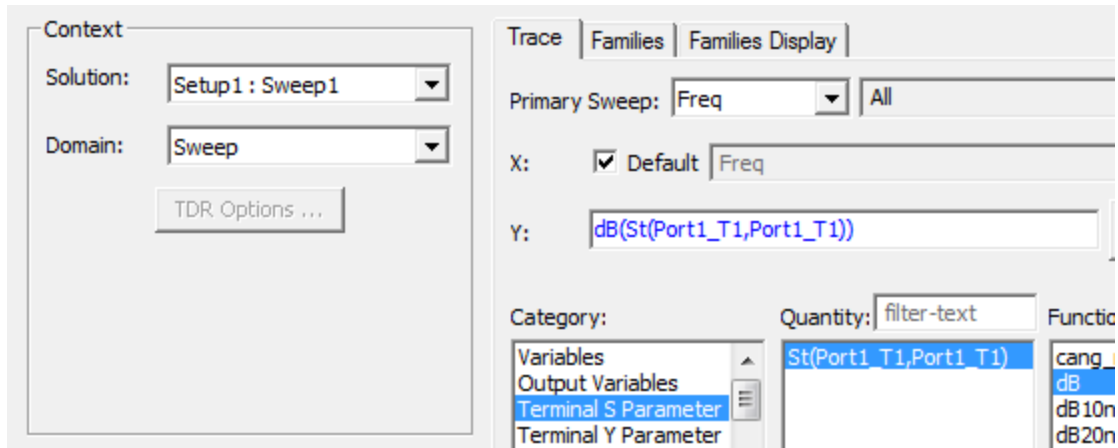 Context
Solution: Setup1 : Sweep1
Domain: Sweep
TDR Options ...
Trace Families Families Display
Primary Sweep: Freq All
X: Default Freq
Y: dB(St(Port1_T1,Port1_T1))
Category: Quantity: filter-text
Variables St(Port1_T1,Port1_T1)
Output Variables dB
Terminal S Parameter
Terminal Y Parameter